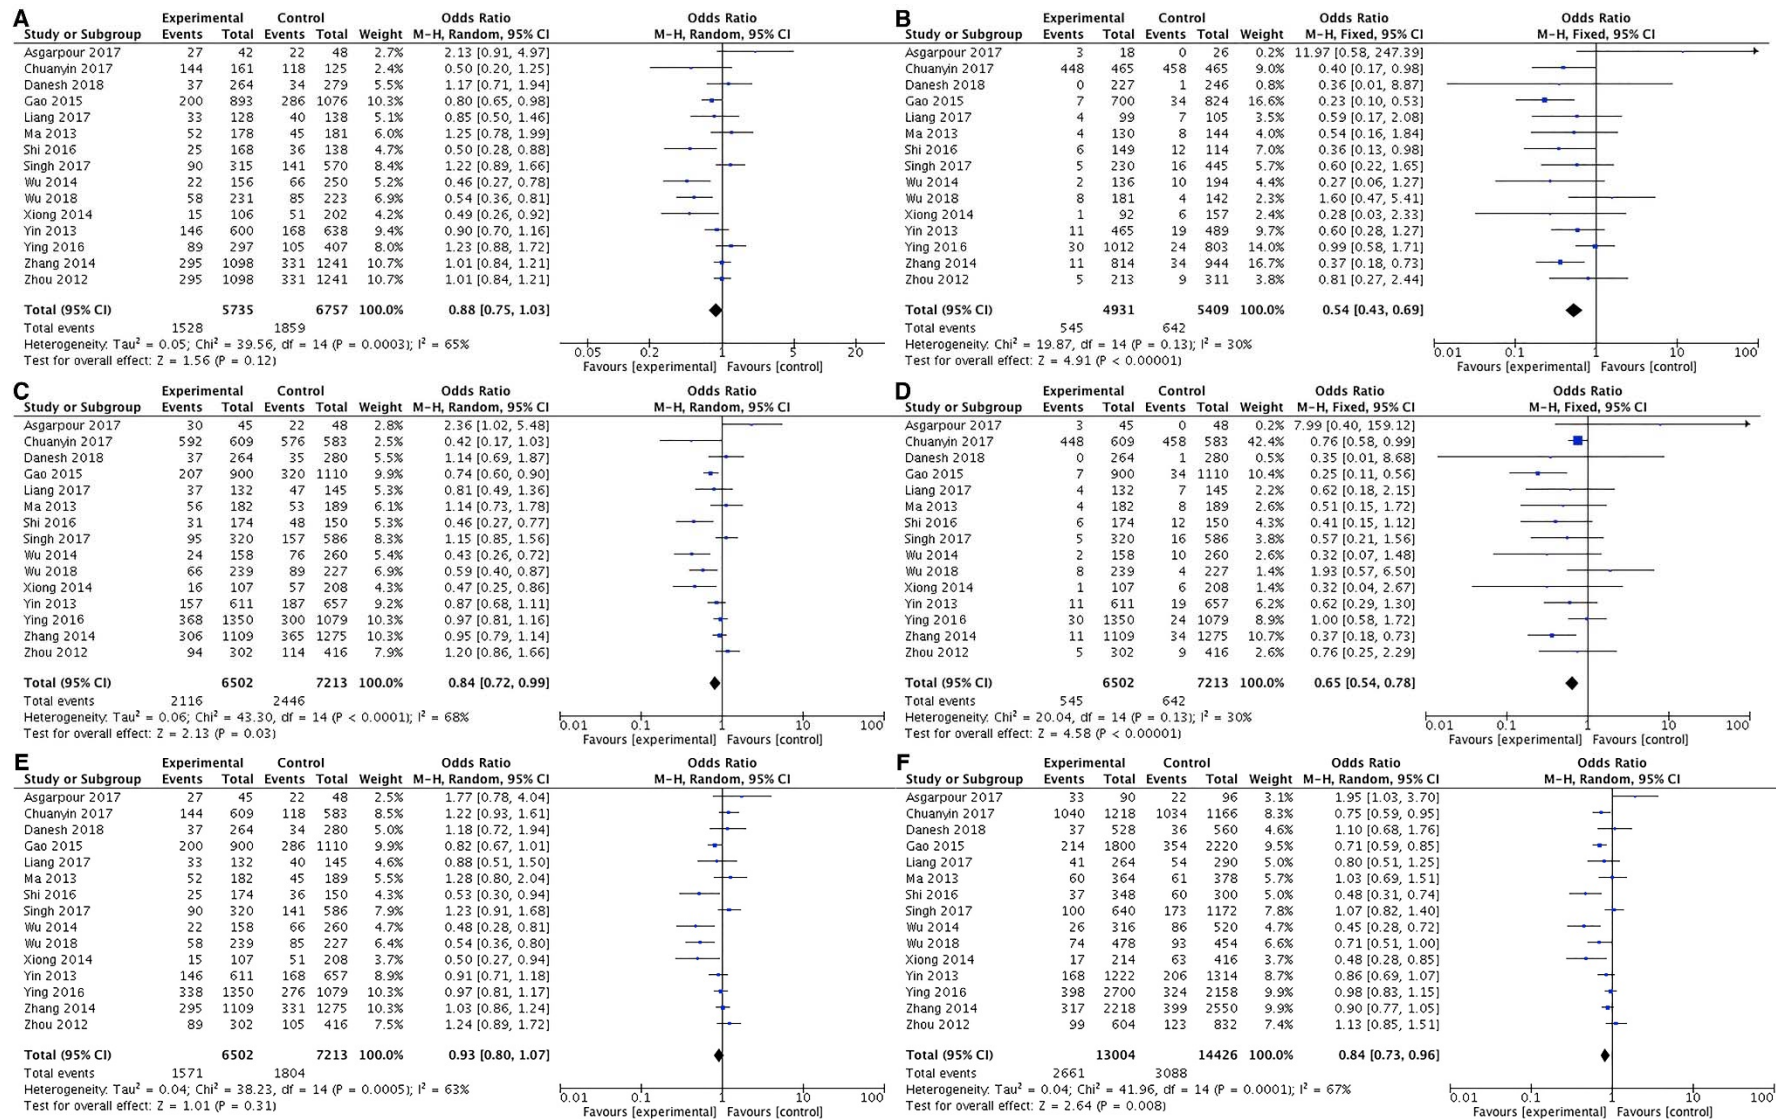 A
Experimental Control Odds Ratio Odds Ratio
Study or Subgroup Events Total Events Total Weight M-H, Random, 95% CI M-H, Random, 95% CI
Asgarpour 2017 27 42 22 48 2.7% 2.13 [0.91, 4.97]
Chuanyin 2017 144 161 118 125 2.4% 0.50 [0.20, 1.25]
Danesh 2018 37 264 34 279 5.5% 1.17 [0.71, 1.94]
Gao 2015 200 893 286 1076 10.3% 0.80 [0.65, 0.98]
Liang 2017 33 128 40 138 5.1% 0.85 [0.50, 1.46]
Ma 2013 52 178 45 181 6.0% 1.25 [0.78, 1.99]
Shi 2016 25 168 36 138 4.7% 0.50 [0.28, 0.88]
Singh 2017 90 315 141 570 8.4% 1.22 [0.89, 1.66]
Wu 2014 22 156 66 250 5.2% 0.46 [0.27, 0.78]
Wu 2018 58 231 85 223 6.9% 0.54 [0.36, 0.81]
Xiong 2014 15 106 51 202 4.2% 0.49 [0.26, 0.92]
Yin 2013 146 600 168 638 9.4% 0.90 [0.70, 1.16]
Ying 2016 89 297 105 407 8.0% 1.23 [0.88, 1.72]
Zhang 2014 295 1098 331 1241 10.7% 1.01 [0.84, 1.21]
Zhou 2012 295 1098 331 1241 10.7% 1.01 [0.84, 1.21]
Total (95% CI) 5735 6757 100.0% 0.88 [0.75, 1.03]
Total events 1528 1859
Heterogeneity: Tau² = 0.05; Chi² = 39.56, df = 14 (P = 0.0003); I² = 65%
Test for overall effect: Z = 1.56 (P = 0.12)
0.05 0.2 1 5 20
Favours [experimental] Favours [control]
B
Experimental Control Odds Ratio Odds Ratio
Study or Subgroup Events Total Events Total Weight M-H, Fixed, 95% CI M-H, Fixed, 95% CI
Asgarpour 2017 3 18 0 26 0.2% 11.97 [0.58, 247.39]
Chuanyin 2017 448 465 458 465 9.0% 0.40 [0.17, 0.98]
Danesh 2018 0 227 1 246 0.8% 0.36 [0.01, 8.87]
Gao 2015 7 700 34 824 16.6% 0.23 [0.10, 0.53]
Liang 2017 4 99 7 105 3.5% 0.59 [0.17, 2.08]
Ma 2013 4 130 8 144 4.0% 0.54 [0.16, 1.84]
Shi 2016 6 149 12 114 7.0% 0.36 [0.13, 0.98]
Singh 2017 5 230 16 445 5.7% 0.60 [0.22, 1.65]
Wu 2014 2 136 10 194 4.4% 0.27 [0.06, 1.27]
Wu 2018 8 181 4 142 2.3% 1.60 [0.47, 5.41]
Xiong 2014 1 92 6 157 2.4% 0.28 [0.03, 2.33]
Yin 2013 11 465 19 489 9.7% 0.60 [0.28, 1.27]
Ying 2016 30 1012 24 803 14.0% 0.99 [0.58, 1.71]
Zhang 2014 11 814 34 944 16.7% 0.37 [0.18, 0.73]
Zhou 2012 5 213 9 311 3.8% 0.81 [0.27, 2.44]
Total (95% CI) 4931 5409 100.0% 0.54 [0.43, 0.69]
Total events 545 642
Heterogeneity: Chi² = 19.87, df = 14 (P = 0.13); I² = 30%
Test for overall effect: Z = 4.91 (P < 0.00001)
0.01 0.1 1 10 100
Favours [experimental] Favours [control]
C
Experimental Control Odds Ratio Odds Ratio
Study or Subgroup Events Total Events Total Weight M-H, Random, 95% CI M-H, Random, 95% CI
Asgarpour 2017 30 45 22 48 2.8% 2.36 [1.02, 5.48]
Chuanyin 2017 592 609 576 583 2.5% 0.42 [0.17, 1.03]
Danesh 2018 37 264 35 280 5.5% 1.14 [0.69, 1.87]
Gao 2015 207 900 320 1110 9.9% 0.74 [0.60, 0.90]
Liang 2017 37 132 47 145 5.3% 0.81 [0.49, 1.36]
Ma 2013 56 182 53 189 6.1% 1.14 [0.73, 1.78]
Shi 2016 31 174 48 150 5.3% 0.46 [0.27, 0.77]
Singh 2017 95 320 157 586 8.3% 1.15 [0.85, 1.56]
Wu 2014 24 158 76 260 5.4% 0.43 [0.26, 0.72]
Wu 2018 66 239 89 227 6.9% 0.59 [0.40, 0.87]
Xiong 2014 16 107 57 208 4.3% 0.47 [0.25, 0.86]
Yin 2013 157 611 187 657 9.2% 0.87 [0.68, 1.11]
Ying 2016 368 1350 300 1079 10.4% 0.97 [0.81, 1.16]
Zhang 2014 306 1109 365 1275 10.3% 0.95 [0.79, 1.14]
Zhou 2012 94 302 114 416 7.9% 1.20 [0.86, 1.66]
Total (95% CI) 6502 7213 100.0% 0.84 [0.72, 0.99]
Total events 2116 2446
Heterogeneity: Tau² = 0.06; Chi² = 43.30, df = 14 (P < 0.0001); I² = 68%
Test for overall effect: Z = 2.13 (P = 0.03)
0.01 0.1 1 10 100
Favours [experimental] Favours [control]
D
Experimental Control Odds Ratio Odds Ratio
Study or Subgroup Events Total Events Total Weight M-H, Fixed, 95% CI M-H, Fixed, 95% CI
Asgarpour 2017 3 45 0 48 0.2% 7.99 [0.40, 159.12]
Chuanyin 2017 448 609 458 583 42.4% 0.76 [0.58, 0.99]
Danesh 2018 0 264 1 280 0.5% 0.35 [0.01, 8.68]
Gao 2015 7 900 34 1110 10.4% 0.25 [0.11, 0.56]
Liang 2017 4 132 7 145 2.2% 0.62 [0.18, 2.15]
Ma 2013 4 182 8 189 2.6% 0.51 [0.15, 1.72]
Shi 2016 6 174 12 150 4.3% 0.41 [0.15, 1.12]
Singh 2017 5 320 16 586 3.8% 0.57 [0.21, 1.56]
Wu 2014 2 158 10 260 2.6% 0.32 [0.07, 1.48]
Wu 2018 8 239 4 227 1.4% 1.93 [0.57, 6.50]
Xiong 2014 1 107 6 208 1.4% 0.32 [0.04, 2.67]
Yin 2013 11 611 19 657 6.2% 0.62 [0.29, 1.30]
Ying 2016 30 1350 24 1079 8.9% 1.00 [0.58, 1.72]
Zhang 2014 11 1109 34 1275 10.7% 0.37 [0.18, 0.73]
Zhou 2012 5 302 9 416 2.6% 0.76 [0.25, 2.29]
Total (95% CI) 6502 7213 100.0% 0.65 [0.54, 0.78]
Total events 545 642
Heterogeneity: Chi² = 20.04, df = 14 (P = 0.13); I² = 30%
Test for overall effect: Z = 4.58 (P < 0.00001)
0.01 0.1 1 10 100
Favours [experimental] Favours [control]
E
Experimental Control Odds Ratio Odds Ratio
Study or Subgroup Events Total Events Total Weight M-H, Random, 95% CI M-H, Random, 95% CI
Asgarpour 2017 27 45 22 48 2.5% 1.77 [0.78, 4.04]
Chuanyin 2017 144 609 118 583 8.5% 1.22 [0.93, 1.61]
Danesh 2018 37 264 34 280 5.0% 1.18 [0.72, 1.94]
Gao 2015 200 900 286 1110 9.9% 0.82 [0.67, 1.01]
Liang 2017 33 132 40 145 4.6% 0.88 [0.51, 1.50]
Ma 2013 52 182 45 189 5.4% 1.28 [0.80, 2.04]
Shi 2016 25 174 36 150 4.3% 0.53 [0.30, 0.94]
Singh 2017 90 320 141 586 7.9% 1.23 [0.91, 1.68]
Wu 2014 22 158 66 260 4.7% 0.48 [0.28, 0.81]
Wu 2018 58 239 85 227 6.4% 0.54 [0.36, 0.80]
Xiong 2014 15 107 51 208 3.7% 0.50 [0.27, 0.94]
Yin 2013 146 611 168 657 8.9% 0.91 [0.71, 1.18]
Ying 2016 338 1350 276 1079 10.3% 0.97 [0.81, 1.17]
Zhang 2014 295 1109 331 1275 10.3% 1.03 [0.86, 1.24]
Zhou 2012 89 302 105 416 7.5% 1.24 [0.89, 1.72]
Total (95% CI) 6502 7213 100.0% 0.93 [0.80, 1.07]
Total events 1571 1804
Heterogeneity: Tau² = 0.04; Chi² = 38.23, df = 14 (P = 0.0005); I² = 63%
Test for overall effect: Z = 1.01 (P = 0.31)
0.01 0.1 1 10 100
Favours [experimental] Favours [control]
F
Experimental Control Odds Ratio Odds Ratio
Study or Subgroup Events Total Events Total Weight M-H, Random, 95% CI M-H, Random, 95% CI
Asgarpour 2017 33 90 22 96 3.1% 1.95 [1.03, 3.70]
Chuanyin 2017 1040 1218 1034 1166 8.3% 0.75 [0.59, 0.95]
Danesh 2018 37 528 36 560 4.6% 1.10 [0.68, 1.76]
Gao 2015 214 1800 354 2220 9.5% 0.71 [0.59, 0.85]
Liang 2017 41 264 54 290 5.0% 0.80 [0.51, 1.25]
Ma 2013 60 364 61 378 5.7% 1.03 [0.69, 1.51]
Shi 2016 37 348 60 300 5.0% 0.48 [0.31, 0.74]
Singh 2017 100 640 173 1172 7.8% 1.07 [0.82, 1.40]
Wu 2014 26 316 86 520 4.7% 0.45 [0.28, 0.72]
Wu 2018 74 478 93 454 6.6% 0.71 [0.51, 1.00]
Xiong 2014 17 214 63 416 3.7% 0.48 [0.28, 0.85]
Yin 2013 168 1222 206 1314 8.7% 0.86 [0.69, 1.07]
Ying 2016 398 2700 324 2158 9.9% 0.98 [0.83, 1.15]
Zhang 2014 317 2218 399 2550 9.9% 0.90 [0.77, 1.05]
Zhou 2012 99 604 123 832 7.4% 1.13 [0.85, 1.51]
Total (95% CI) 13004 14426 100.0% 0.84 [0.73, 0.96]
Total events 2661 3088
Heterogeneity: Tau² = 0.04; Chi² = 41.96, df = 14 (P = 0.0001); I² = 67%
Test for overall effect: Z = 2.64 (P = 0.008)
0.01 0.1 1 10 100
Favours [experimental] Favours [control]